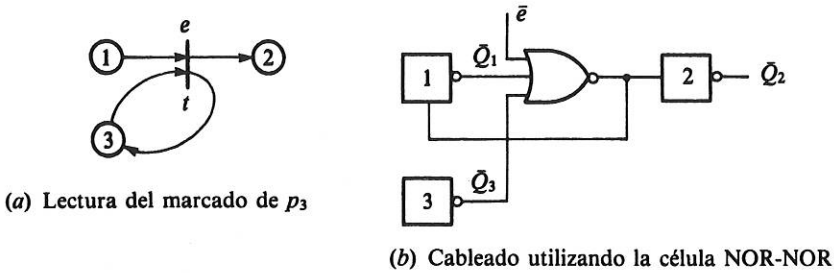 e
1
2
t
3
(a) Lectura del marcado de p₃
ē
1
Q̄₁
2
Q̄₂
3
Q̄₃
(b) Cableado utilizando la célula NOR-NOR